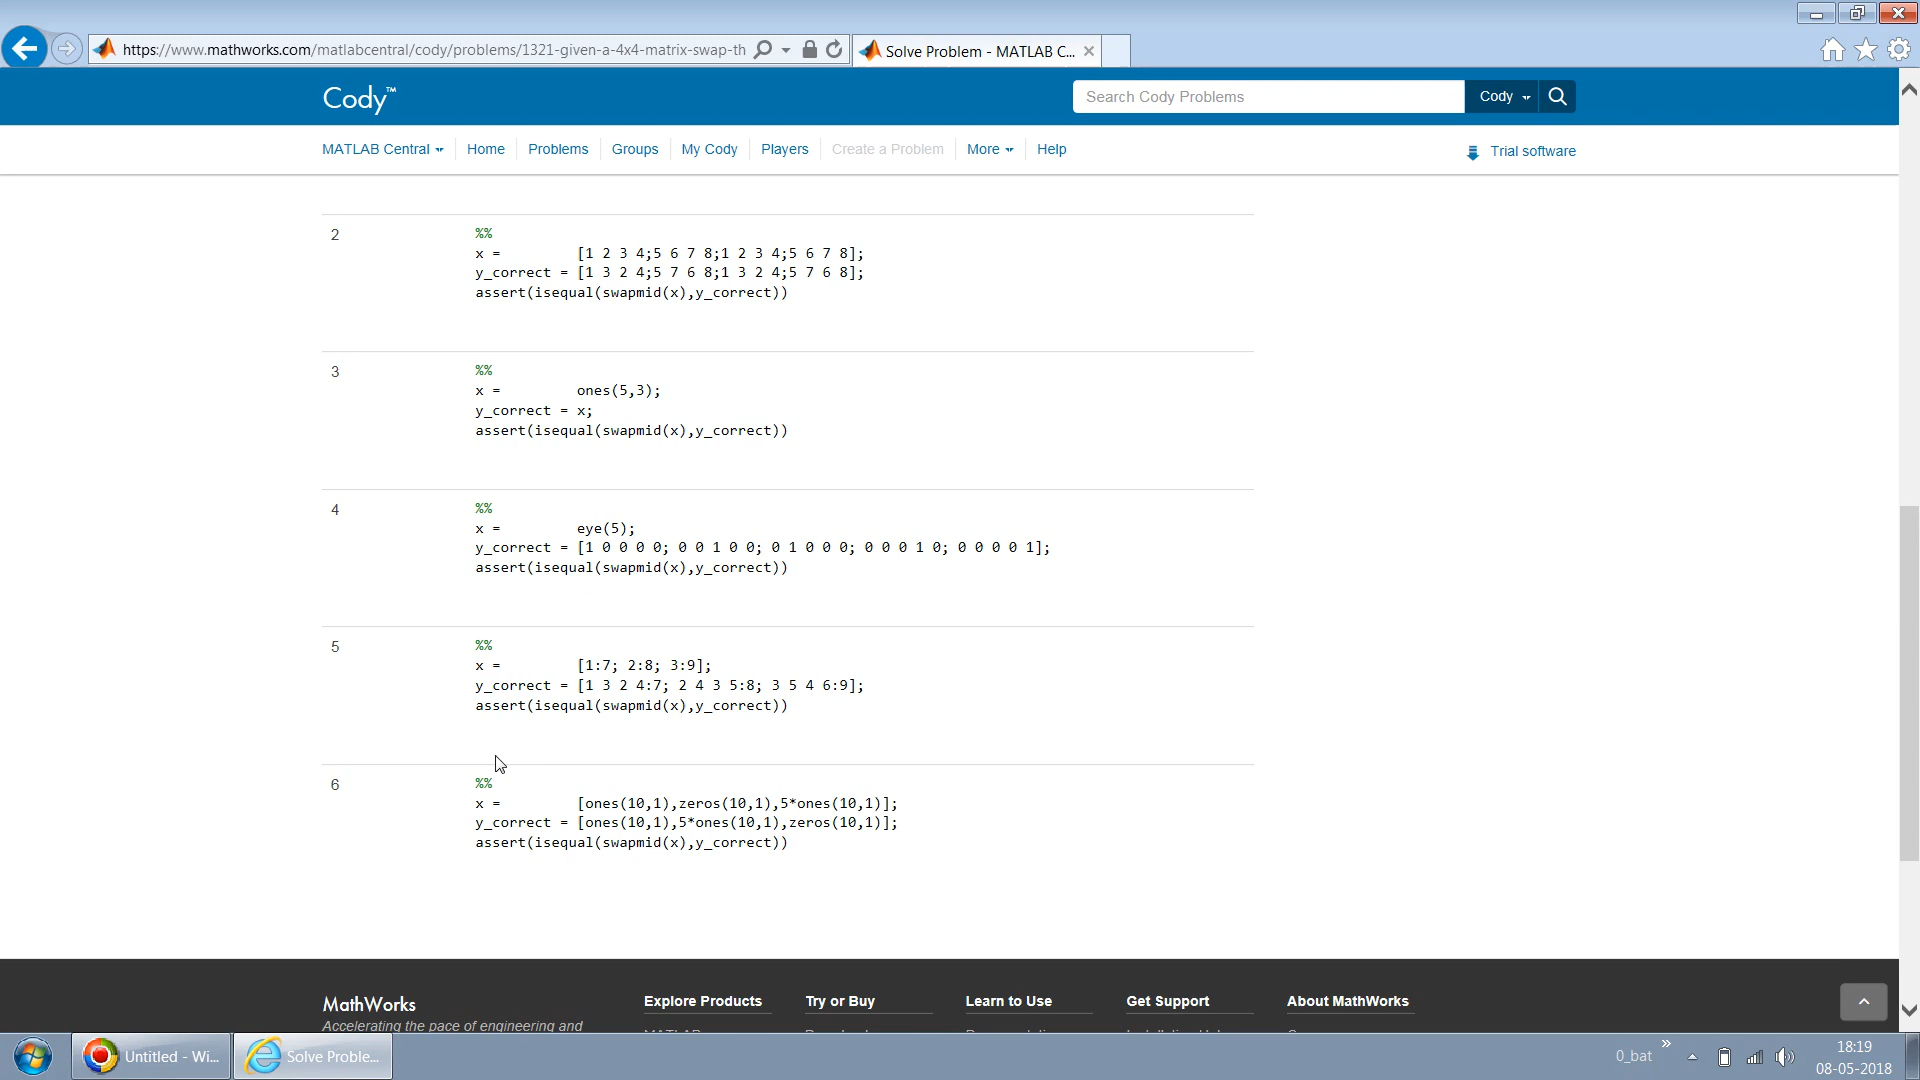 https://www.mathworks.com/matlabcentral/cody/problems/1321-given-a-4x4-matrix-swap-th
Solve Problem - MATLAB C...
Cody™
Search Cody Problems
Cody
MATLAB Central
Home
Problems
Groups
My Cody
Players
Create a Problem
More
Help
Trial software
2
%%
x = [1 2 3 4;5 6 7 8;1 2 3 4;5 6 7 8];
y_correct = [1 3 2 4;5 7 6 8;1 3 2 4;5 7 6 8];
assert(isequal(swapmid(x),y_correct))
3
%%
x = ones(5,3);
y_correct = x;
assert(isequal(swapmid(x),y_correct))
4
%%
x = eye(5);
y_correct = [1 0 0 0 0; 0 0 1 0 0; 0 1 0 0 0; 0 0 0 1 0; 0 0 0 0 1];
assert(isequal(swapmid(x),y_correct))
5
%%
x = [1:7; 2:8; 3:9];
y_correct = [1 3 2 4:7; 2 4 3 5:8; 3 5 4 6:9];
assert(isequal(swapmid(x),y_correct))
6
%%
x = [ones(10,1),zeros(10,1),5*ones(10,1)];
y_correct = [ones(10,1),5*ones(10,1),zeros(10,1)];
assert(isequal(swapmid(x),y_correct))
MathWorks
Accelerating the pace of engineering and
Explore Products
Try or Buy
Learn to Use
Get Support
About MathWorks
Untitled - Wi...
Solve Proble...
0_bat
18:19
08-05-2018